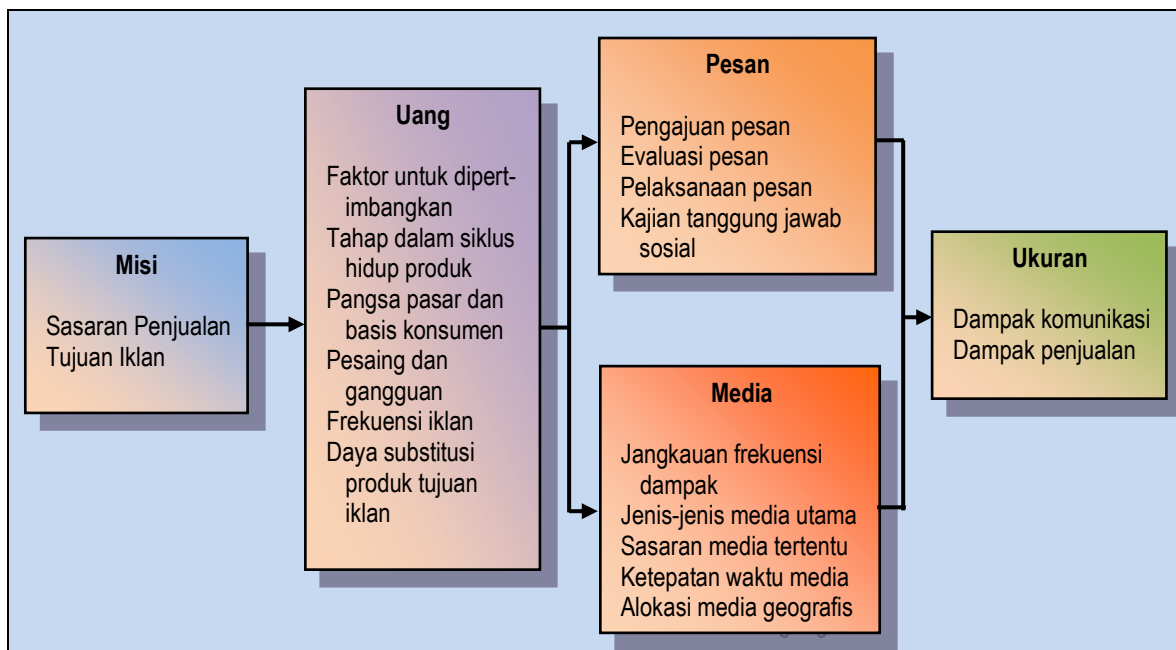 Misi
Sasaran Penjualan
Tujuan Iklan
Uang
Faktor untuk dipert-
imbangkan
Tahap dalam siklus
hidup produk
Pangsa pasar dan
basis konsumen
Pesaing dan
gangguan
Frekuensi iklan
Daya substitusi
produk tujuan
iklan
Pesan
Pengajuan pesan
Evaluasi pesan
Pelaksanaan pesan
Kajian tanggung jawab
sosial
Media
Jangkauan frekuensi
dampak
Jenis-jenis media utama
Sasaran media tertentu
Ketepatan waktu media
Alokasi media geografis
Ukuran
Dampak komunikasi
Dampak penjualan